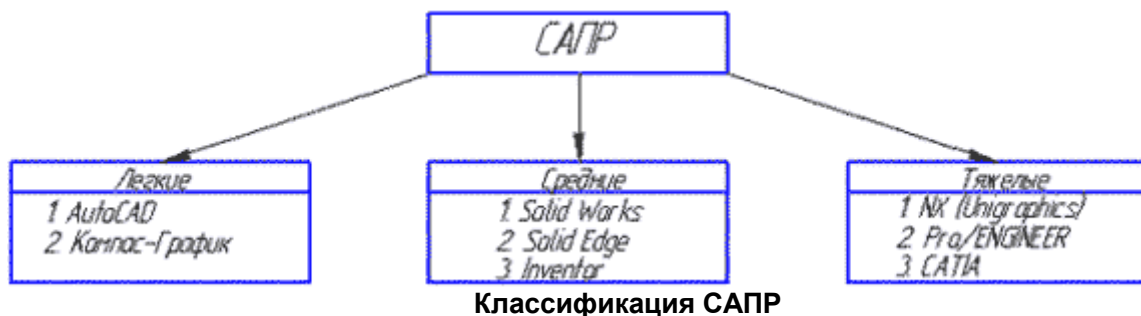 САПР
Легкие
1. AutoCAD
2. Компас-График
Средние
1. Solid Works
2. Solid Edge
3. Inventor
Тяжелые
1. NX (Unigraphics)
2. Pro/ENGINEER
3. CATIA
Классификация САПР